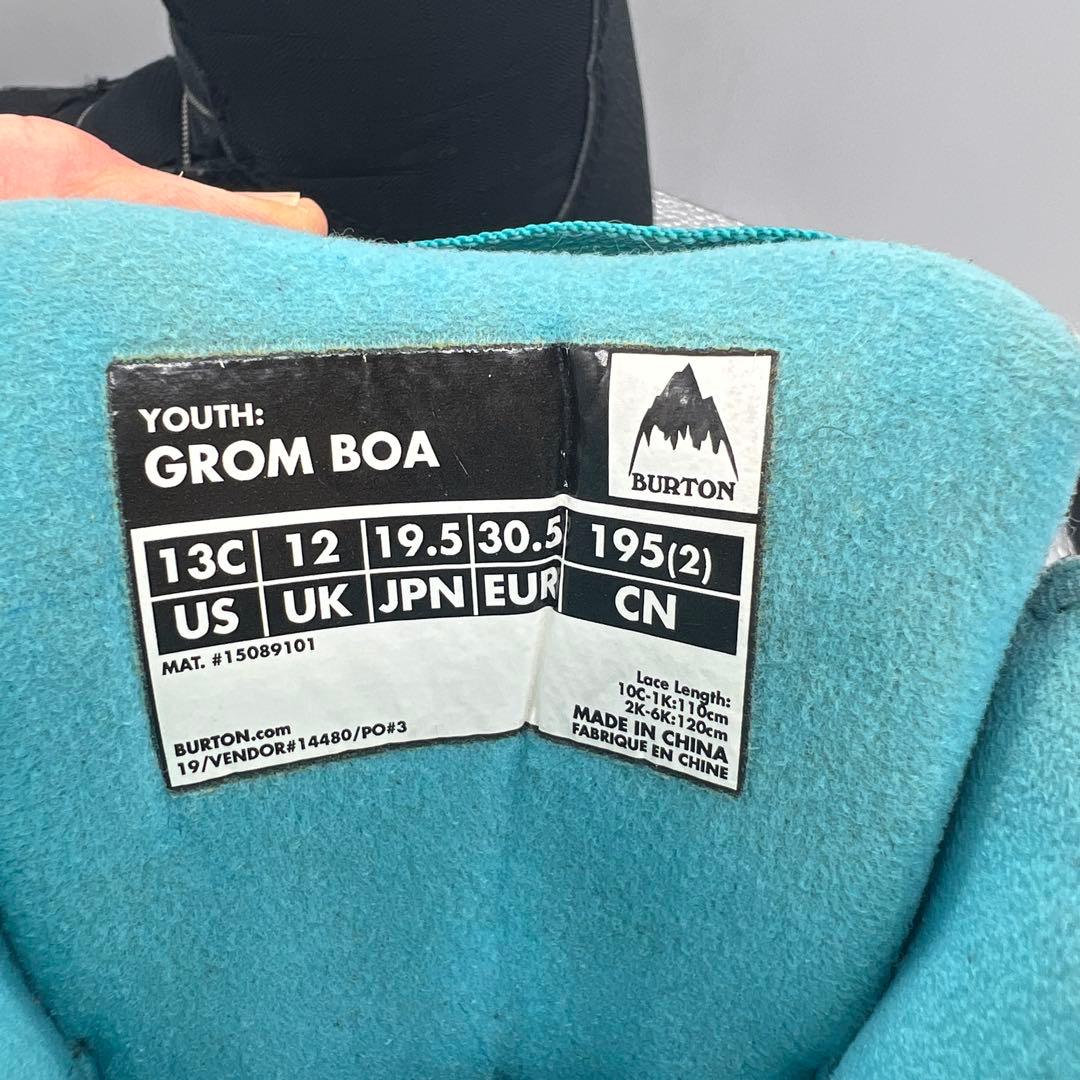 YOUTH:
GROM BOA
BURTON
13C 12 19.5 30.5 195(2)
US UK JPN EUR CN
MAT. #15089101
BURTON.com
19/VENDOR#14480/PO#3
Lace Length:
10C-1K:110cm
2K-6K:120cm
MADE IN CHINA
FABRIQUE EN CHINE